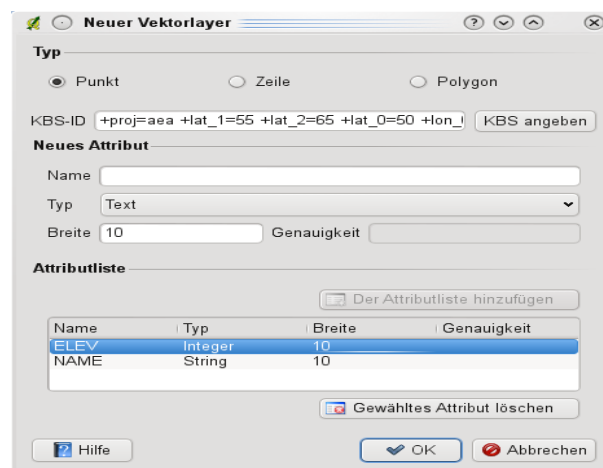 Neuer Vektorlayer
Typ
Punkt Zeile Polygon
KBS-ID +proj=aea +lat_1=55 +lat_2=65 +lat_0=50 +lon_ KBS angeben
Neues Attribut
Name
Typ Text
Breite 10 Genauigkeit
Attributliste
Der Attributliste hinzufügen
Name Typ Breite Genauigkeit
ELEV Integer 10
NAME String 10
Gewähltes Attribut löschen
Hilfe OK Abbrechen